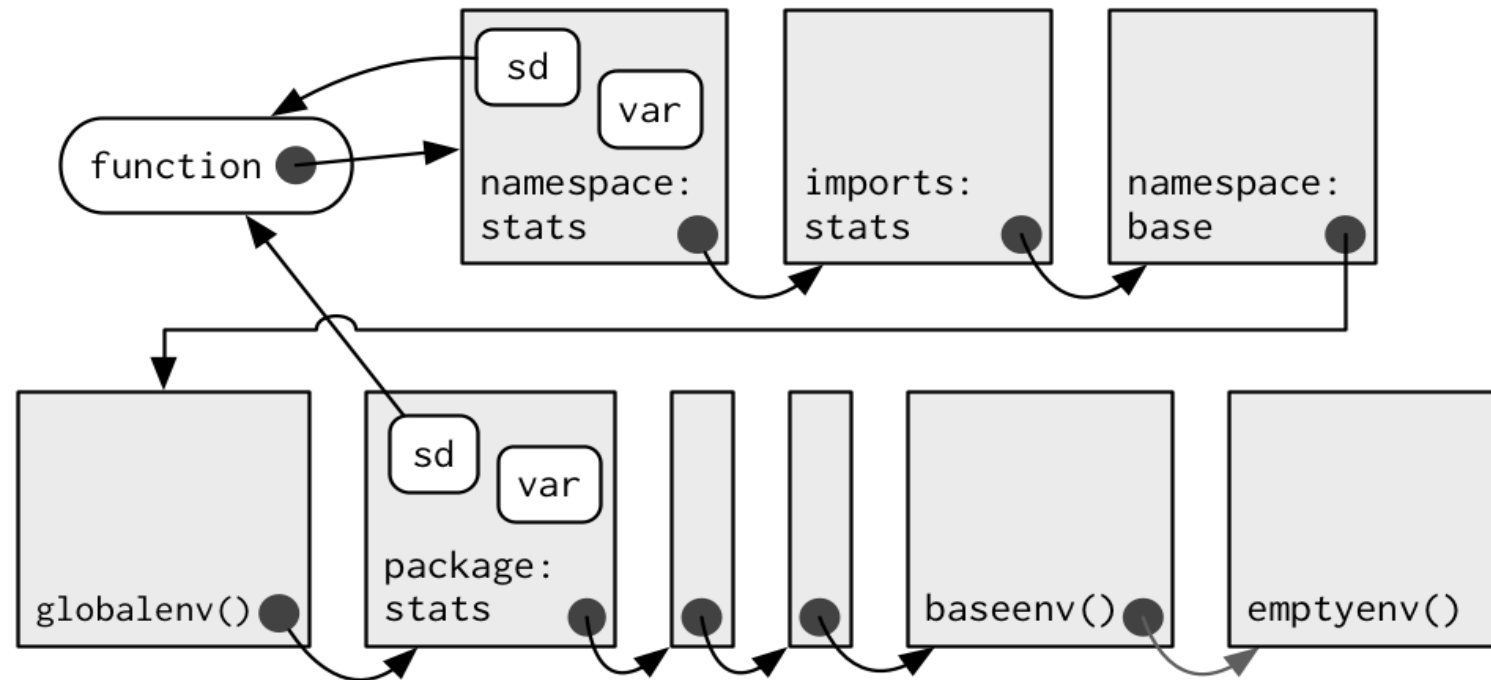 sd
var
function
namespace:
stats
imports:
stats
namespace:
base
sd
var
package:
stats
globalenv()
baseenv()
emptyenv()